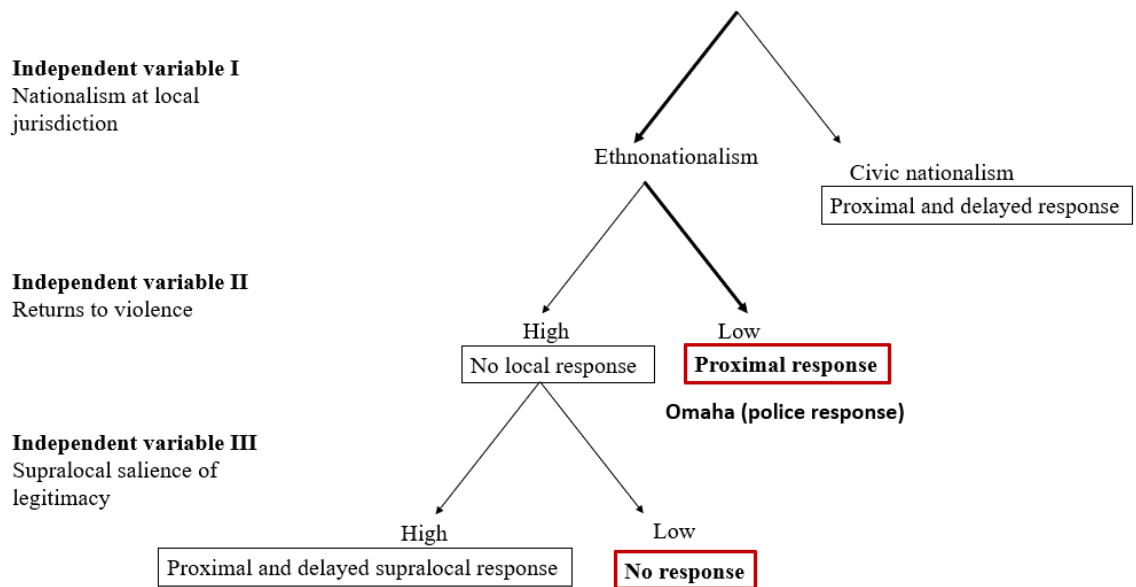 Independent variable I
Nationalism at local
jurisdiction
Ethnonationalism
Civic nationalism
Proximal and delayed response
Independent variable II
Returns to violence
High
Low
No local response
Proximal response
Omaha (police response)
Independent variable III
Supralocal salience of
legitimacy
High
Low
Proximal and delayed supralocal response
No response